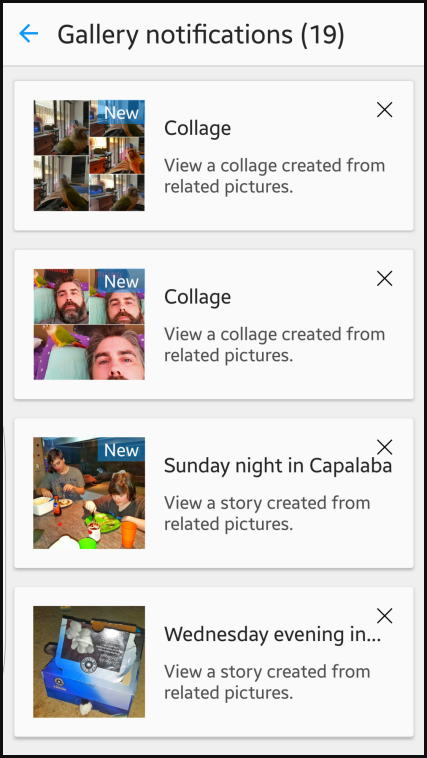 Gallery notifications (19)
New
Collage
View a collage created from
related pictures.
New
Collage
View a collage created from
related pictures.
New
Sunday night in Capalaba
View a story created from
related pictures.
Wednesday evening in...
View a story created from
related pictures.